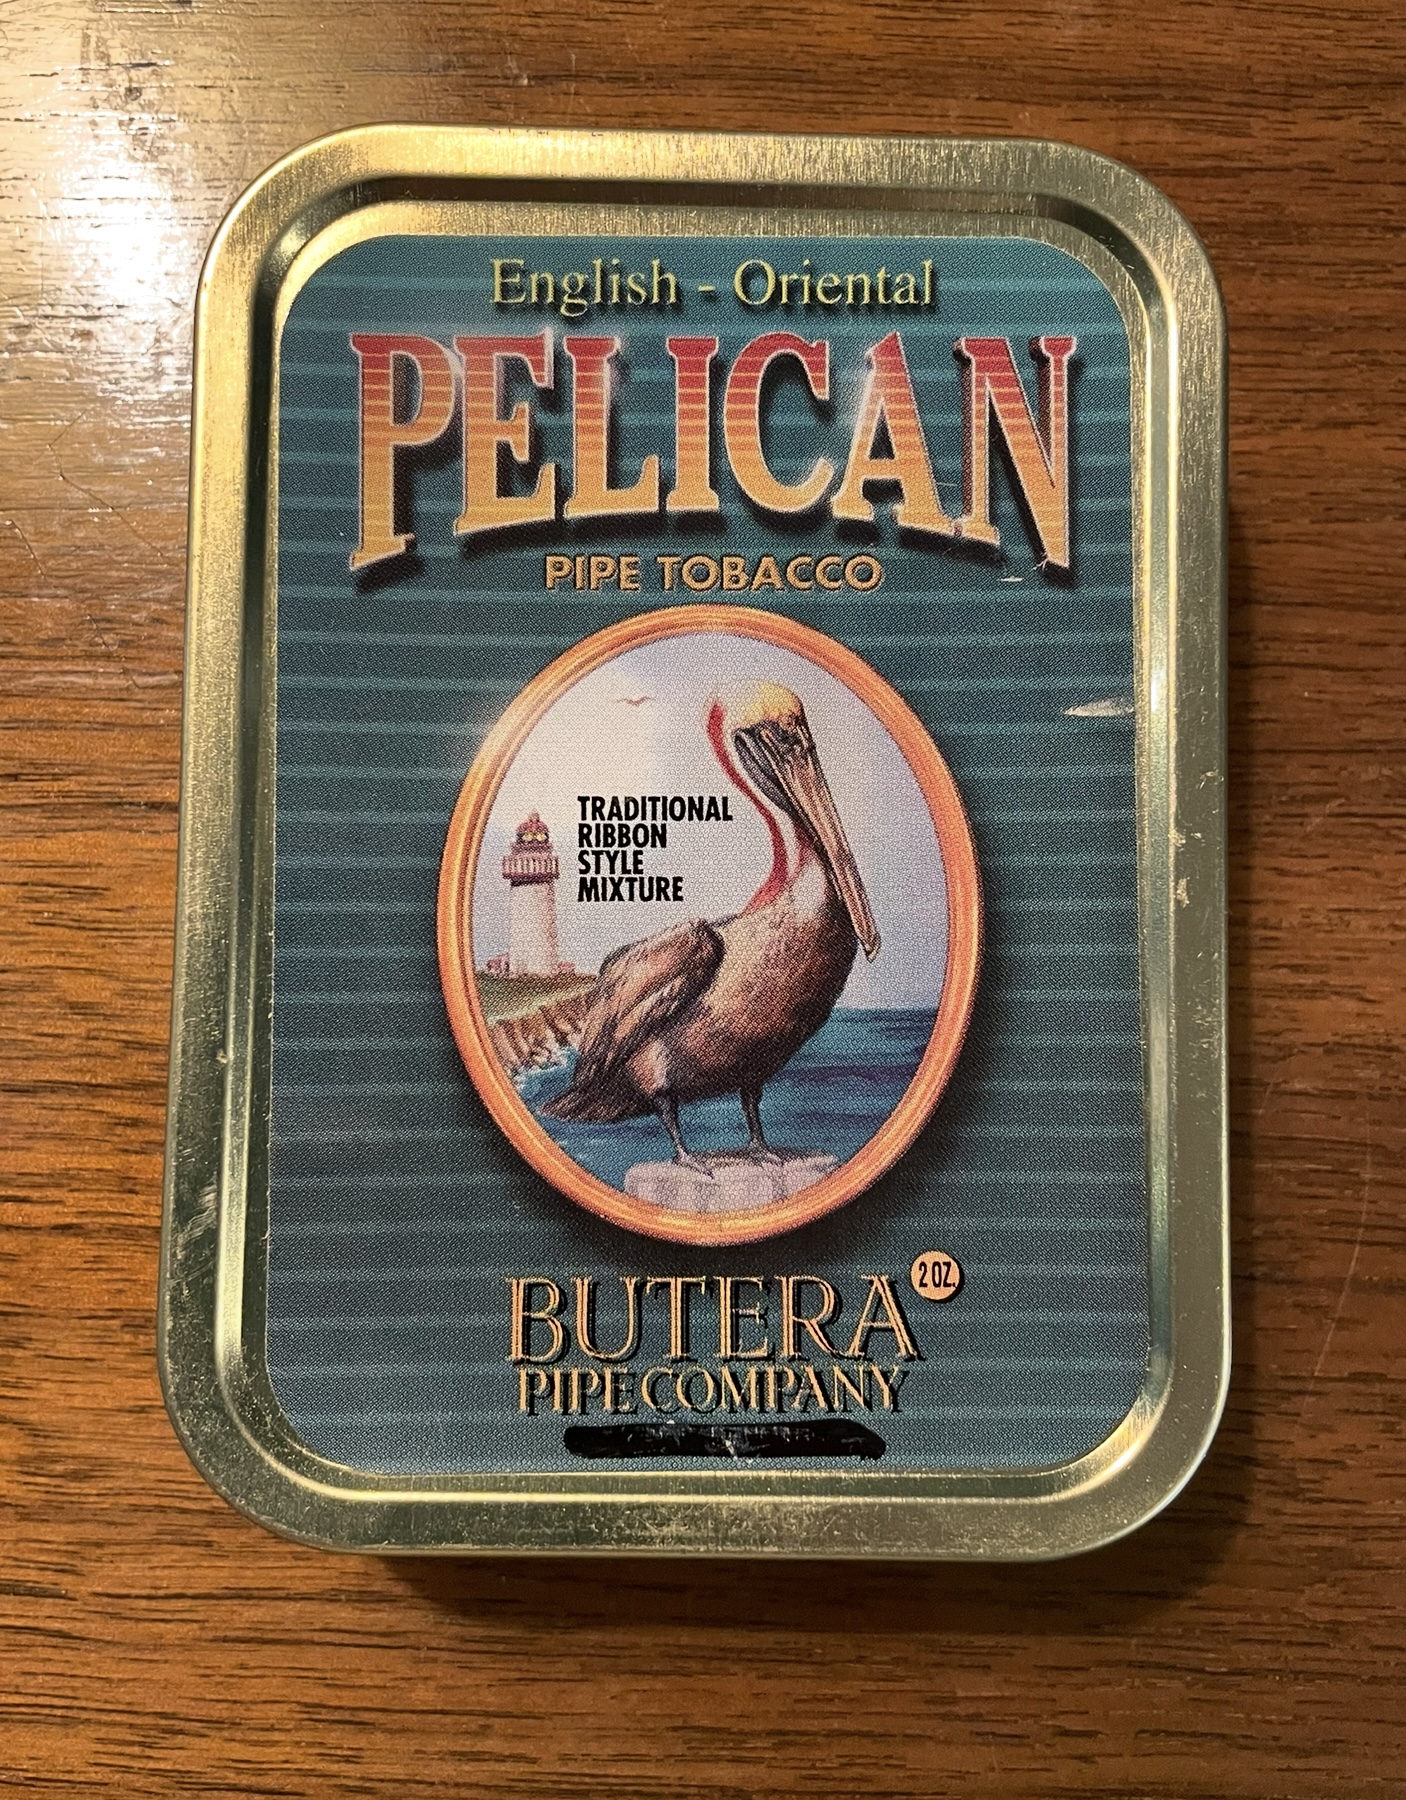 English - Oriental
PELICAN
PIPE TOBACCO
TRADITIONAL
RIBBON
STYLE
MIXTURE
2 OZ.
BUTERA
PIPE COMPANY